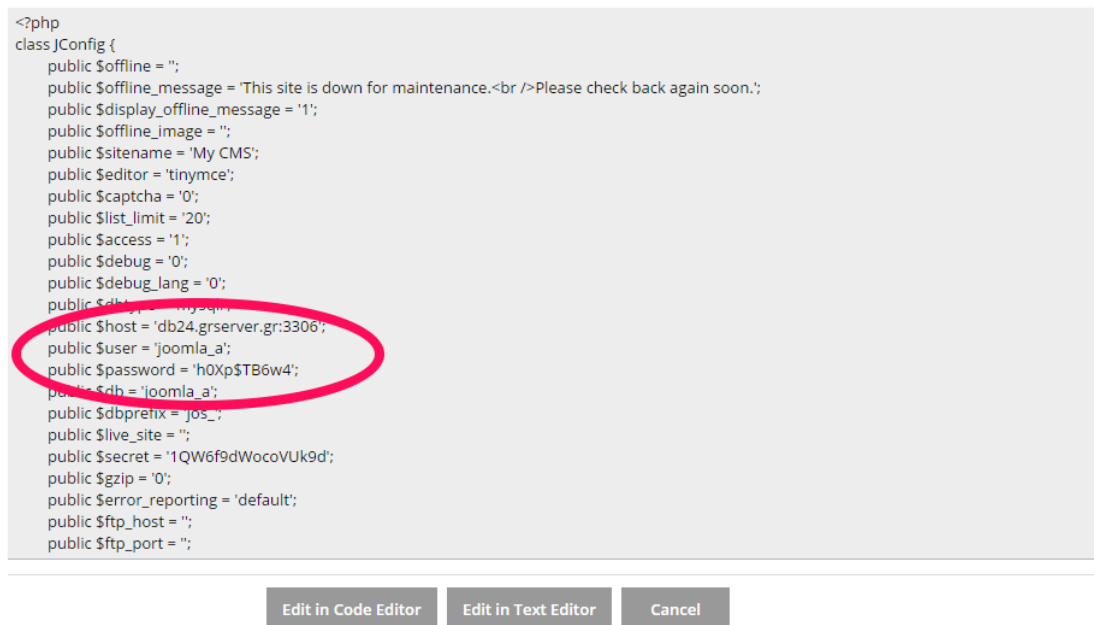 <?php
class JConfig {
public $offline = '';
public $offline_message = 'This site is down for maintenance.<br />Please check back again soon.';
public $display_offline_message = '1';
public $offline_image = '';
public $sitename = 'My CMS';
public $editor = 'tinymce';
public $captcha = '0';
public $list_limit = '20';
public $access = '1';
public $debug = '0';
public $debug_lang = '0';
public $dbtype = 'mysqli';
public $host = 'db24.grserver.gr:3306';
public $user = 'joomla_a';
public $password = 'h0Xp$TB6w4';
public $db = 'joomla_a';
public $dbprefix = 'jos_';
public $live_site = '';
public $secret = '1QW6f9dWocoVUk9d';
public $gzip = '0';
public $error_reporting = 'default';
public $ftp_host = '';
public $ftp_port = '';
Edit in Code Editor Edit in Text Editor Cancel